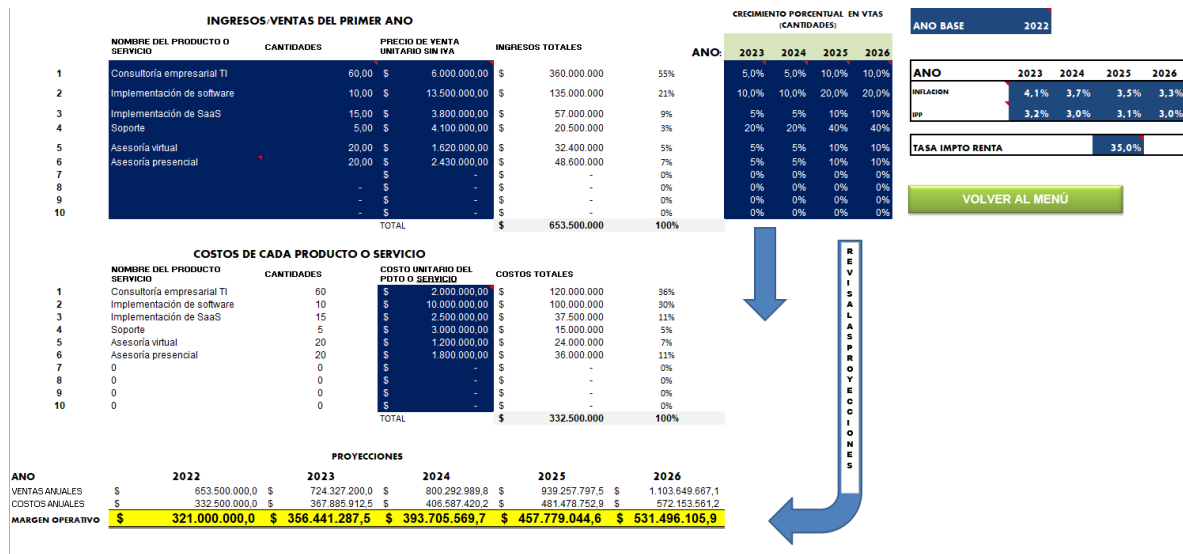 INGRESOS/VENTAS DEL PRIMER ANO
NOMBRE DEL PRODUCTO O SERVICIO CANTIDADES PRECIO DE VENTA UNITARIO SIN IVA INGRESOS TOTALES
1 Consultoría empresarial TI 60,00 $ 6.000.000,00 $ 360.000.000 55%
2 Implementación de software 10,00 $ 13.500.000,00 $ 135.000.000 21%
3 Implementación de SaaS 15,00 $ 3.800.000,00 $ 57.000.000 9%
4 Soporte 5,00 $ 4.100.000,00 $ 20.500.000 3%
5 Asesoría virtual 20,00 $ 1.620.000,00 $ 32.400.000 5%
6 Asesoría presencial 20,00 $ 2.430.000,00 $ 48.600.000 7%
7 $ - $ - 0%
8 - $ - $ - 0%
9 - $ - $ - 0%
10 - $ - $ - 0%
TOTAL $ 653.500.000 100%
CRECIMIENTO PORCENTUAL EN VTAS
(CANTIDADES)
ANO: 2023 2024 2025 2026
5,0% 5,0% 10,0% 10,0%
10,0% 10,0% 20,0% 20,0%
5% 5% 10% 10%
20% 20% 40% 40%
5% 5% 10% 10%
5% 5% 10% 10%
0% 0% 0% 0%
0% 0% 0% 0%
0% 0% 0% 0%
0% 0% 0% 0%
ANO BASE 2022
ANO 2023 2024 2025 2026
INFLACION 4,1% 3,7% 3,5% 3,3%
IPP 3,2% 3,0% 3,1% 3,0%
TASA IMPTO RENTA 35,0%
VOLVER AL MENÚ
COSTOS DE CADA PRODUCTO O SERVICIO
NOMBRE DEL PRODUCTO SERVICIO CANTIDADES COSTO UNITARIO DEL PDTO O SERVICIO COSTOS TOTALES
1 Consultoría empresarial TI 60 $ 2.000.000,00 $ 120.000.000 36%
2 Implementación de software 10 $ 10.000.000,00 $ 100.000.000 30%
3 Implementación de SaaS 15 $ 2.500.000,00 $ 37.500.000 11%
4 Soporte 5 $ 3.000.000,00 $ 15.000.000 5%
5 Asesoría virtual 20 $ 1.200.000,00 $ 24.000.000 7%
6 Asesoría presencial 20 $ 1.800.000,00 $ 36.000.000 11%
7 0 0 $ - $ - 0%
8 0 0 $ - $ - 0%
9 0 0 $ - $ - 0%
10 0 0 $ - $ - 0%
TOTAL $ 332.500.000 100%
REVISALASPROYECCIONES
PROYECCIONES
ANO 2022 2023 2024 2025 2026
VENTAS ANUALES $ 653.500.000,0 $ 724.327.200,0 $ 800.292.989,8 $ 939.257.797,5 $ 1.103.649.667,1
COSTOS ANUALES $ 332.500.000,0 $ 367.885.912,5 $ 406.587.420,2 $ 481.478.752,9 $ 572.153.561,2
MARGEN OPERATIVO $ 321.000.000,0 $ 356.441.287,5 $ 393.705.569,7 $ 457.779.044,6 $ 531.496.105,9